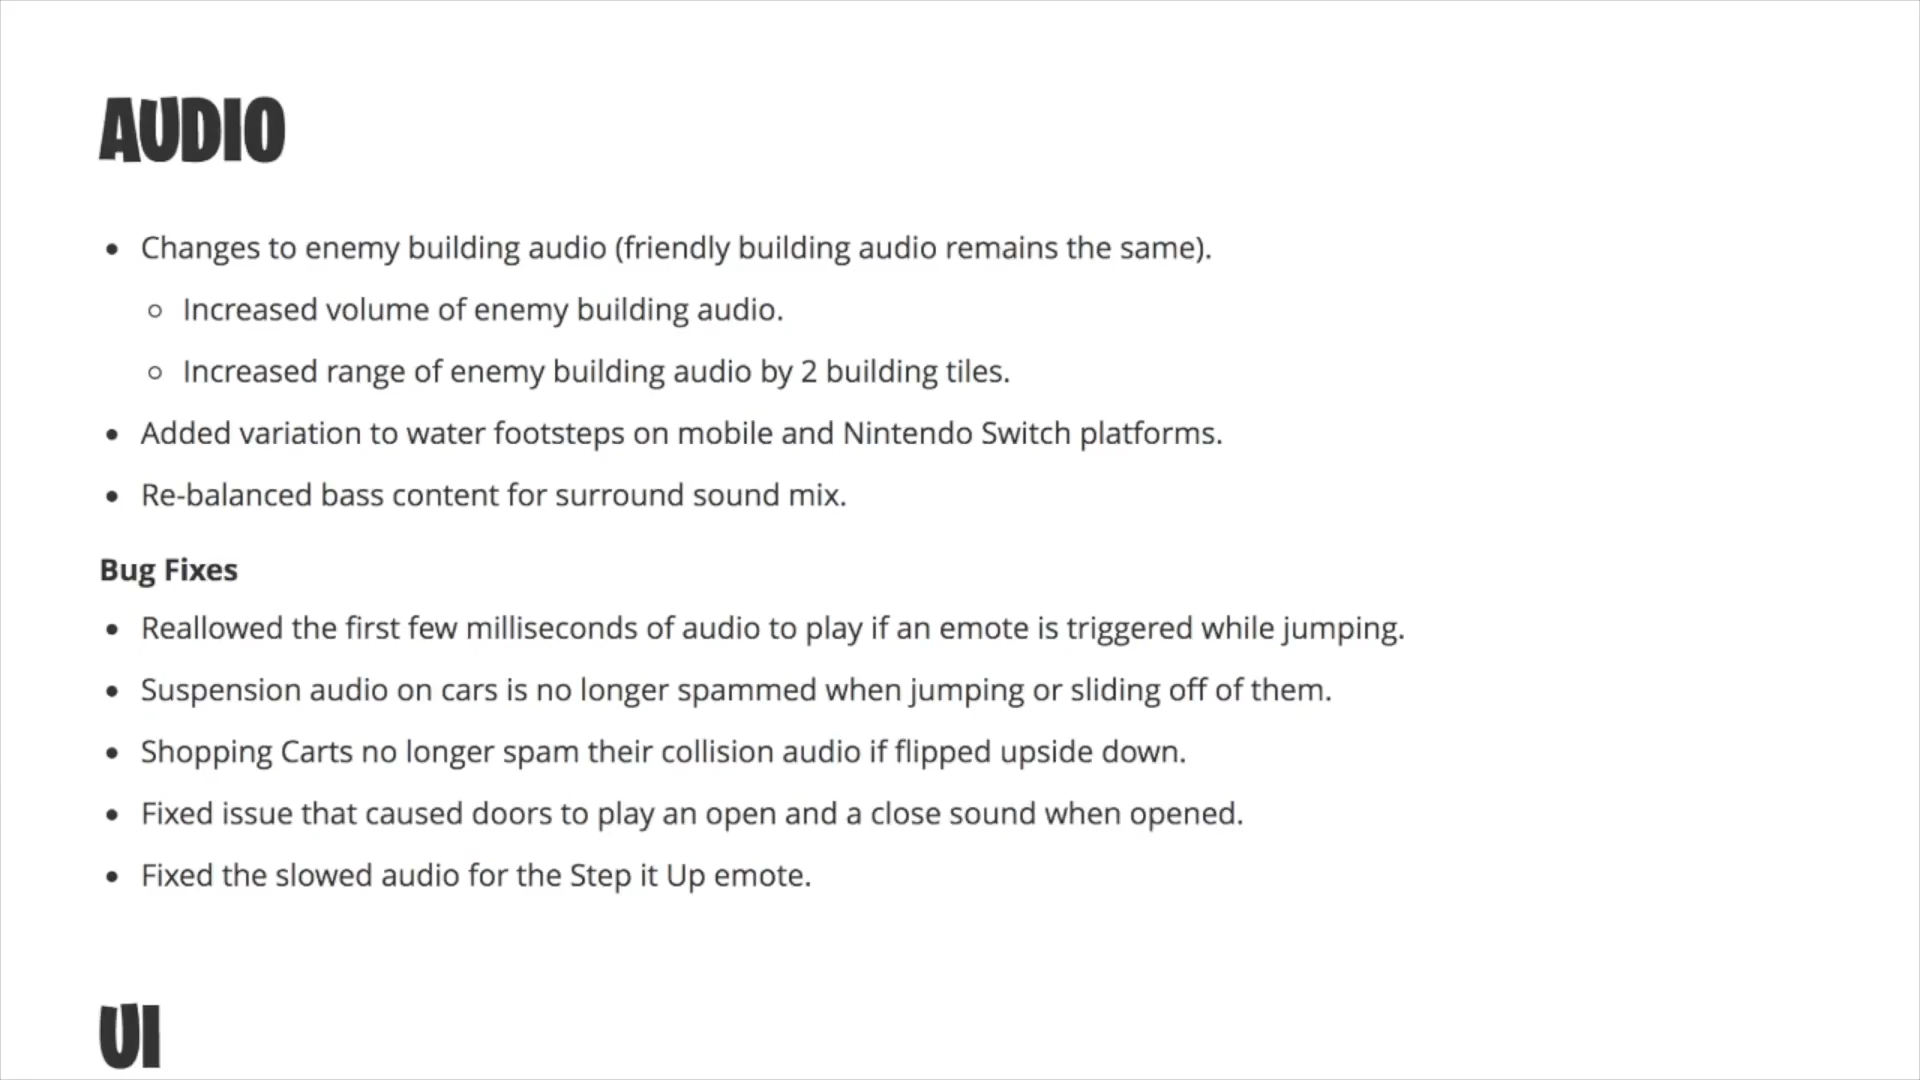 AUDIO
• Changes to enemy building audio (friendly building audio remains the same).
○ Increased volume of enemy building audio.
○ Increased range of enemy building audio by 2 building tiles.
• Added variation to water footsteps on mobile and Nintendo Switch platforms.
• Re-balanced bass content for surround sound mix.
Bug Fixes
• Reallowed the first few milliseconds of audio to play if an emote is triggered while jumping.
• Suspension audio on cars is no longer spammed when jumping or sliding off of them.
• Shopping Carts no longer spam their collision audio if flipped upside down.
• Fixed issue that caused doors to play an open and a close sound when opened.
• Fixed the slowed audio for the Step it Up emote.
UI